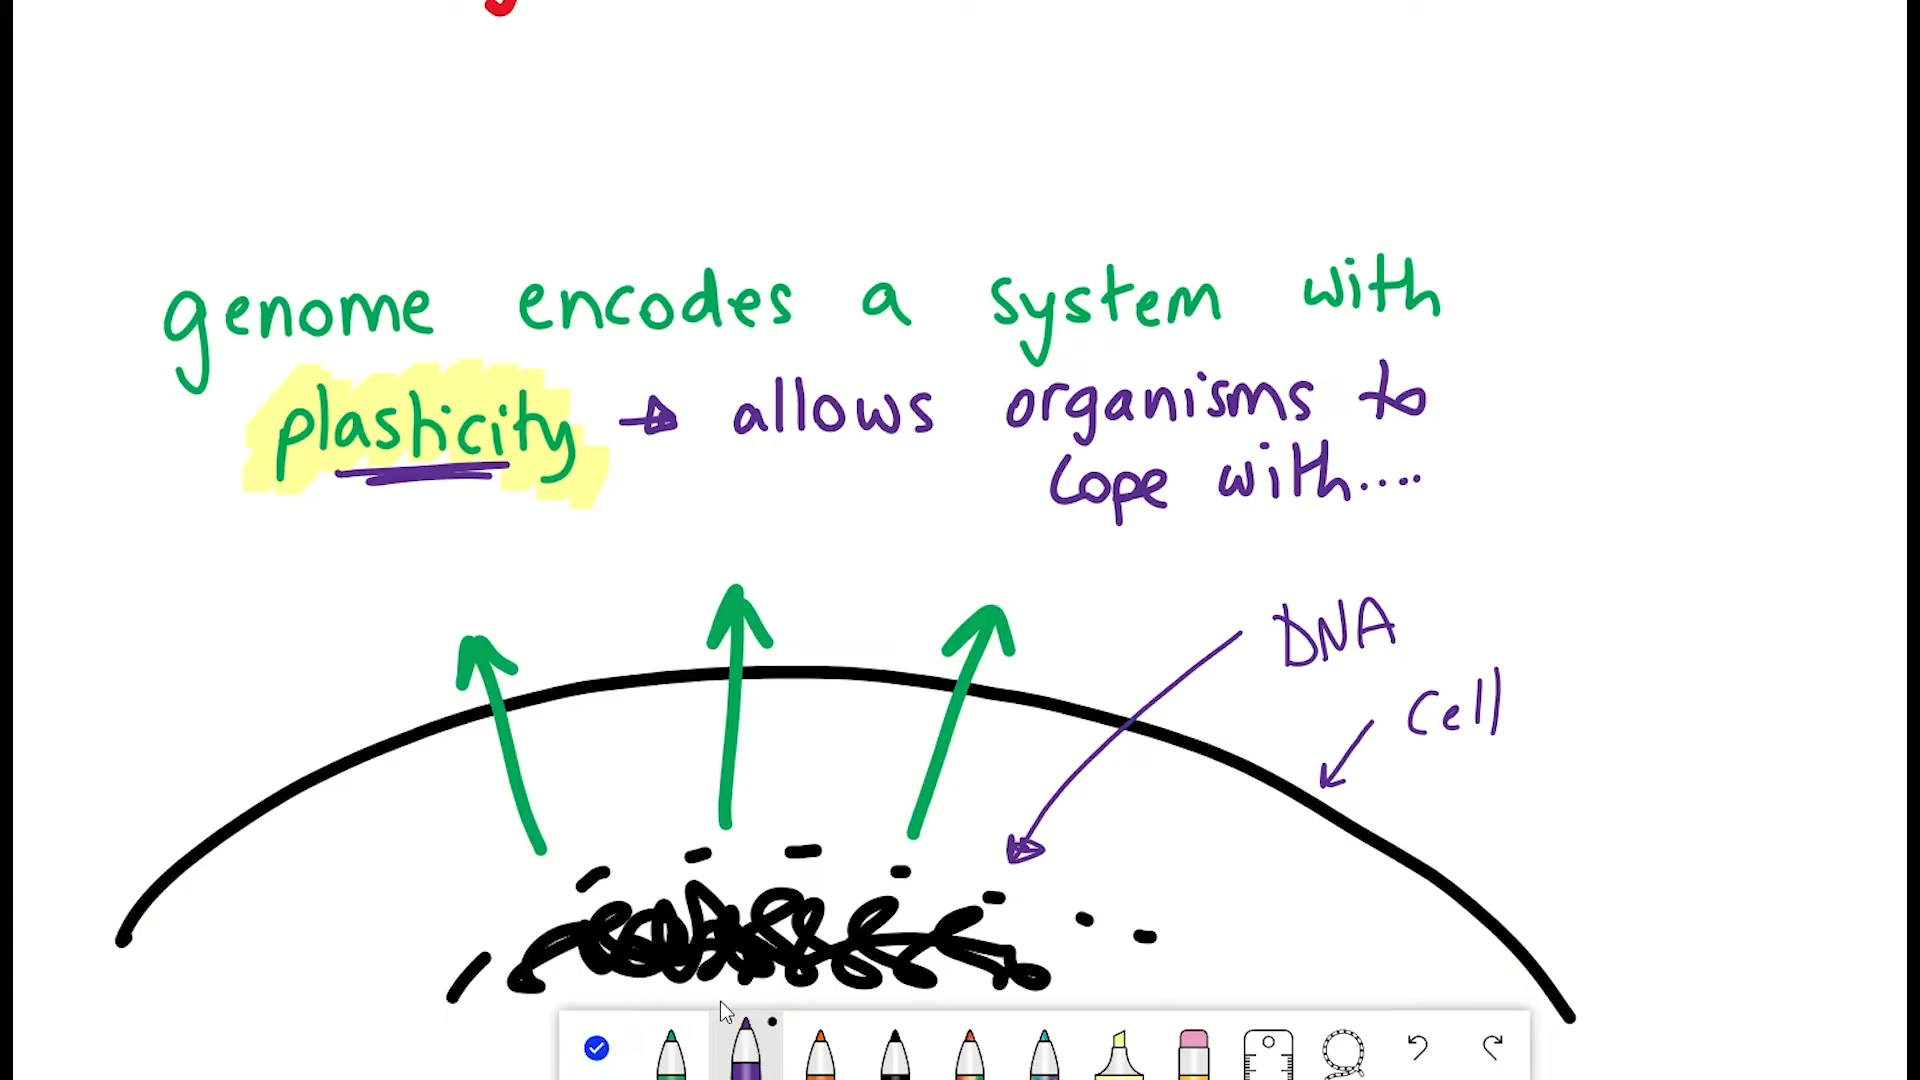 genome encodes a system with
plasticity → allows organisms to
cope with....
DNA
cell